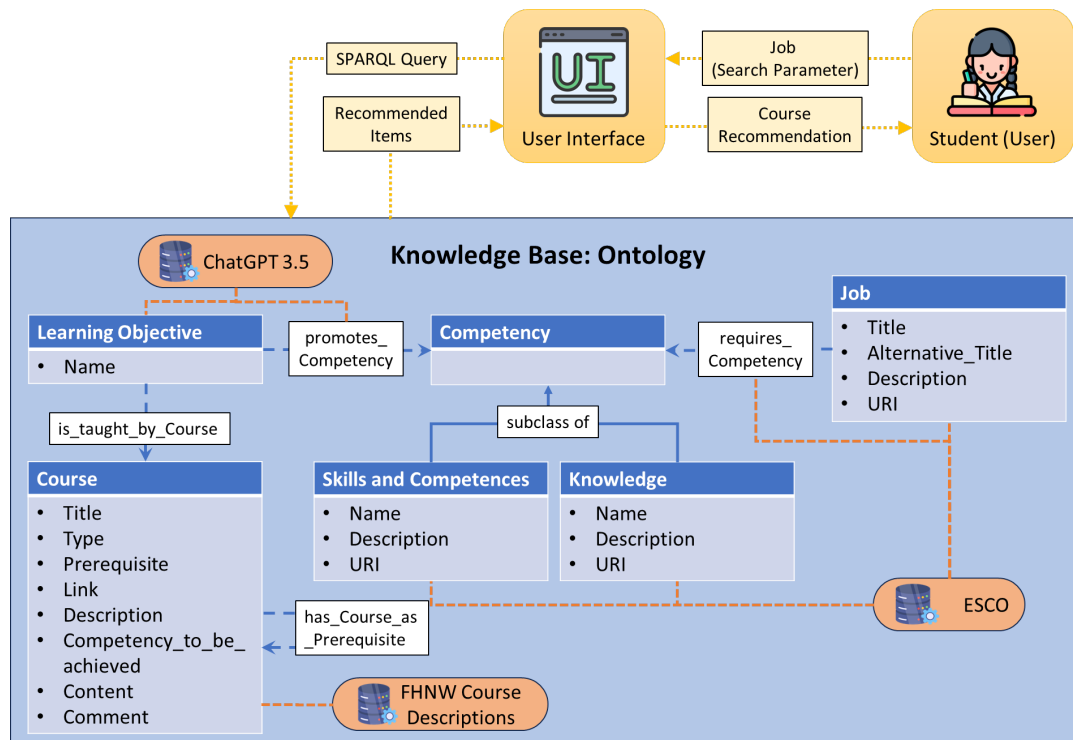 SPARQL Query
Recommended
Items
UI
User Interface
Job
(Search Parameter)
Course
Recommendation
Student (User)
Knowledge Base: Ontology
ChatGPT 3.5
Learning Objective
• Name
promotes_
Competency
Competency
requires_
Competency
Job
• Title
• Alternative_Title
• Description
• URI
is_taught_by_Course
subclass of
Course
• Title
• Type
• Prerequisite
• Link
• Description
• Competency_to_be_
achieved
• Content
• Comment
Skills and Competences
• Name
• Description
• URI
Knowledge
• Name
• Description
• URI
has_Course_as
_Prerequisite
ESCO
FHNW Course
Descriptions